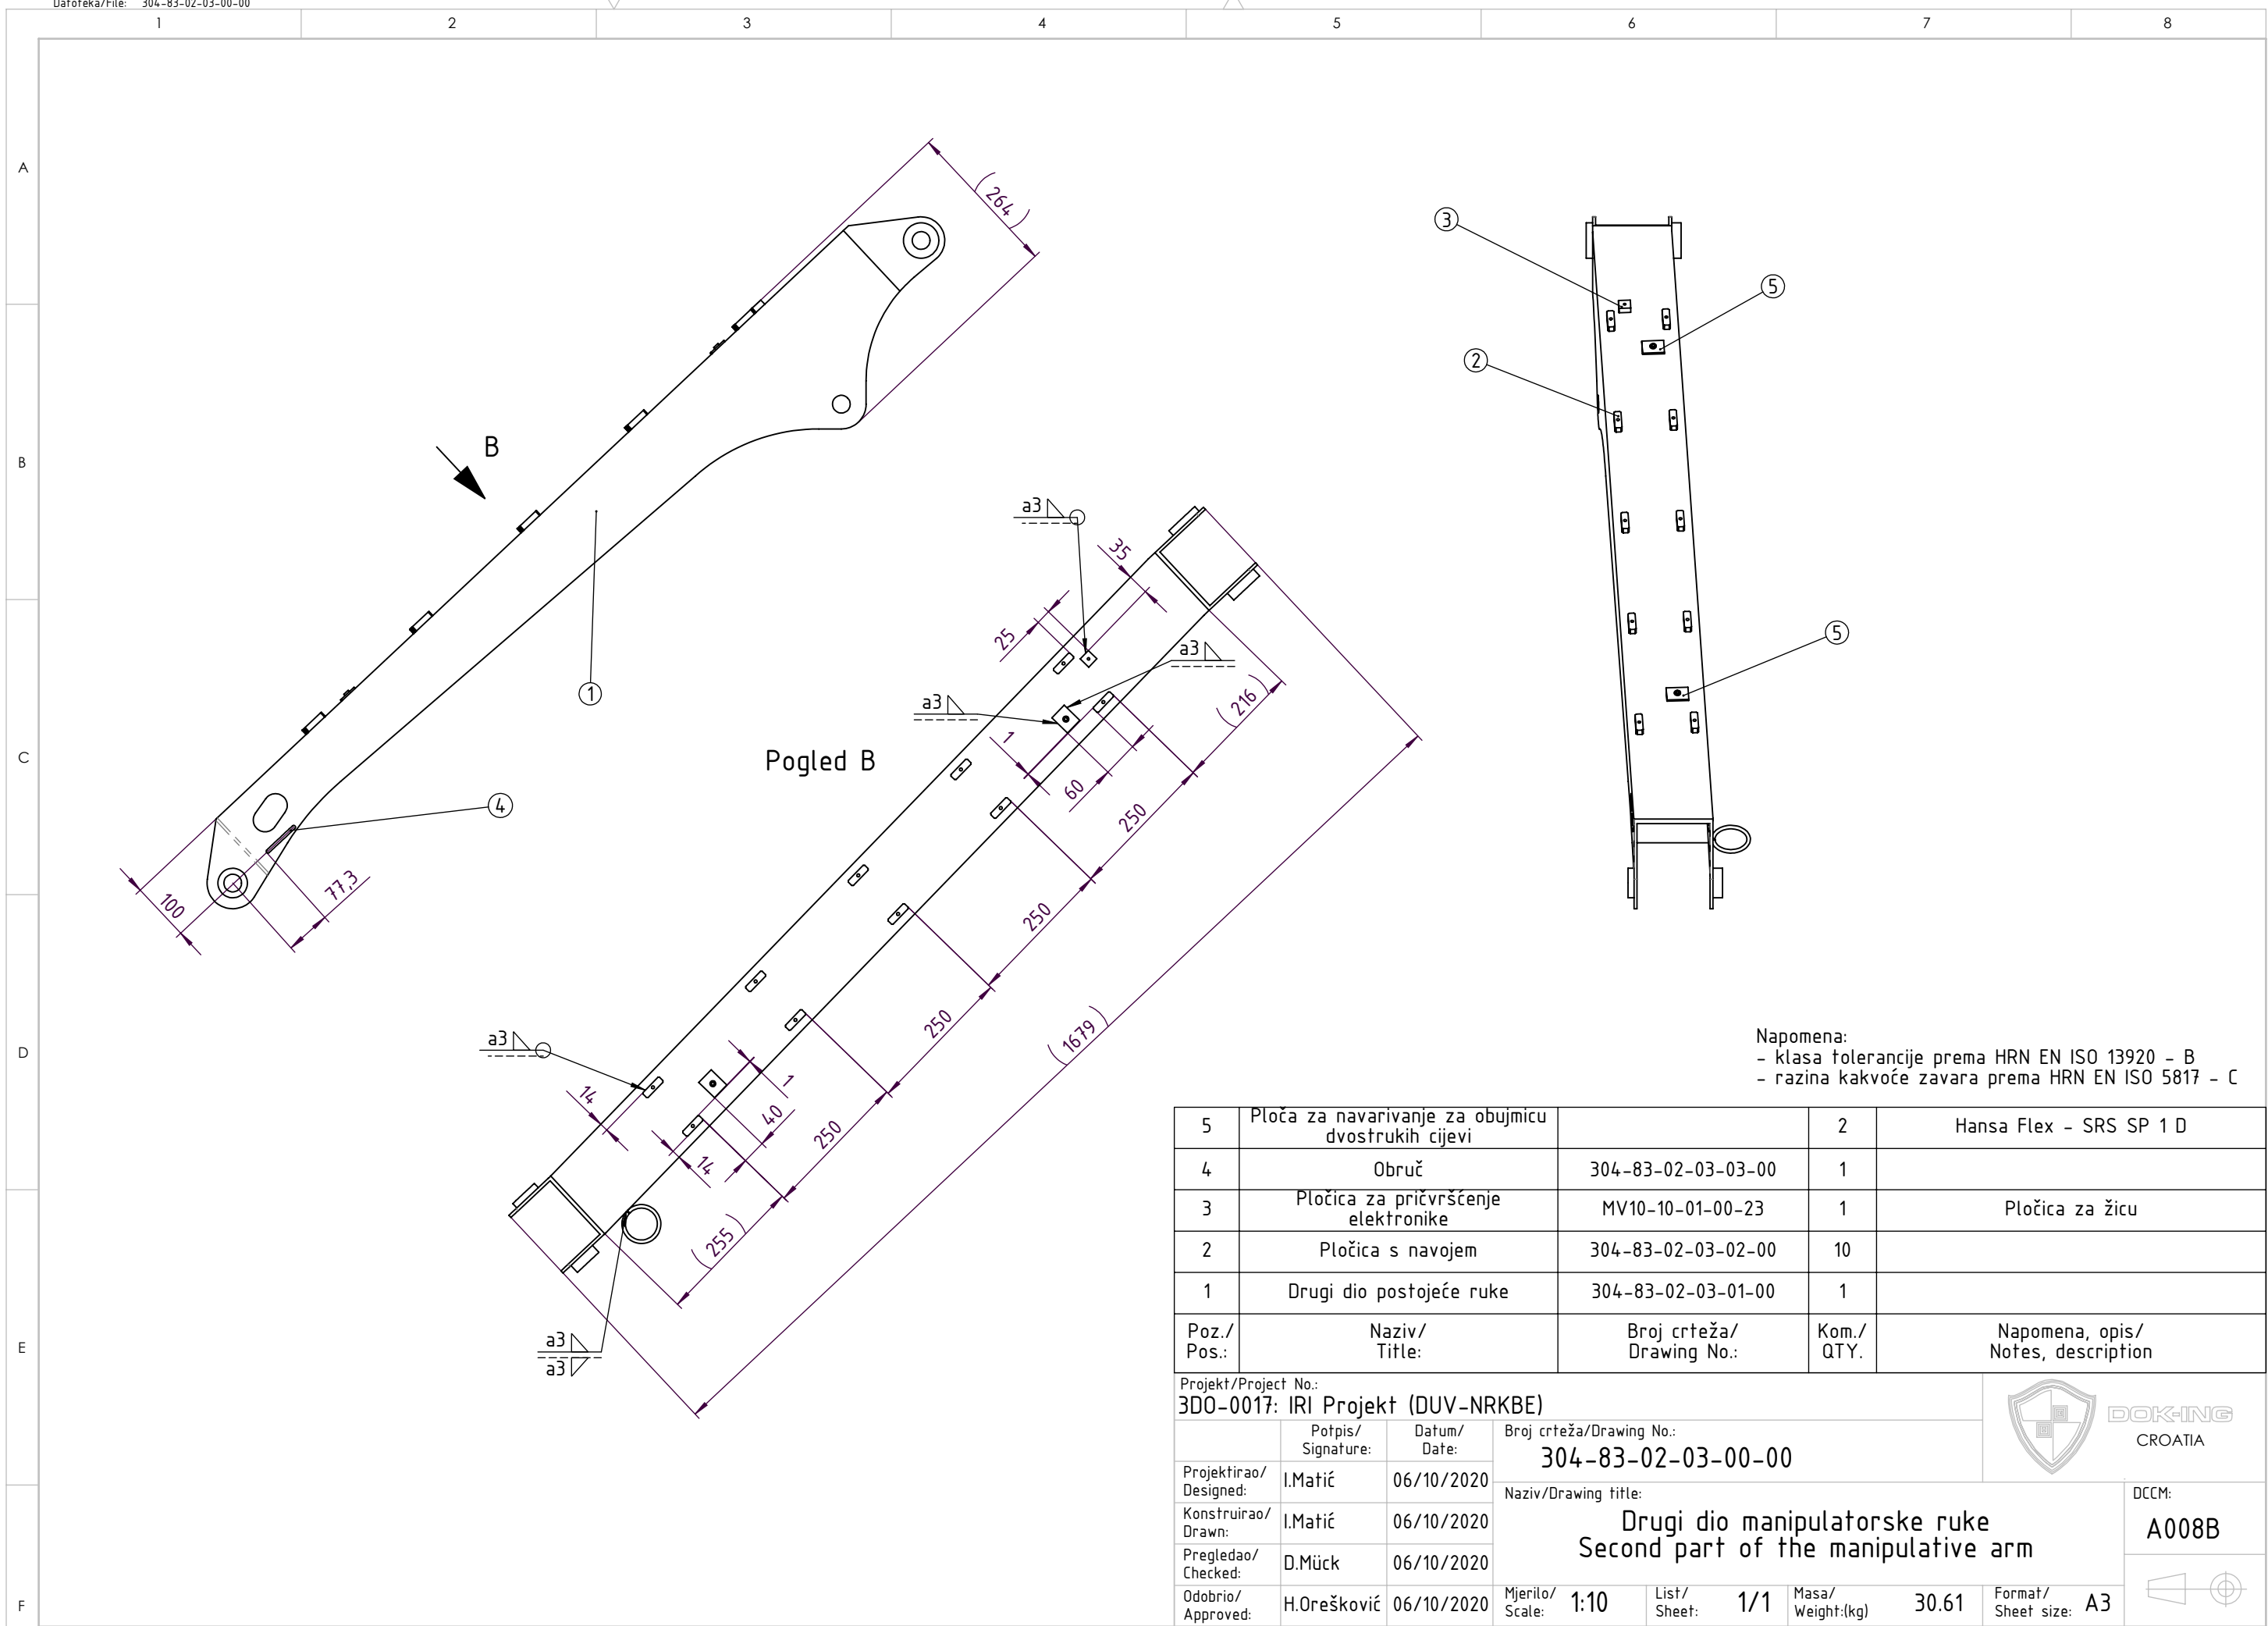 Datoteka/File: 304-83-02-03-00-00
1 2 3 4 5 6 7 8
A
B
C
D
E
F
264
B
1
4
100
77,3
3
5
2
5
Pogled B
a3
35
25
a3
a3
1
60
216
250
250
250
250
1679
a3
14
1
40
14
255
a3
a3
Napomena:
- klasa tolerancije prema HRN EN ISO 13920 - B
- razina kakvoće zavara prema HRN EN ISO 5817 - C
5 Ploča za navarivanje za obujmicu dvostrukih cijevi 2 Hansa Flex - SRS SP 1 D
4 Obruč 304-83-02-03-03-00 1
3 Pločica za pričvršćenje elektronike MV10-10-01-00-23 1 Pločica za žicu
2 Pločica s navojem 304-83-02-03-02-00 10
1 Drugi dio postojeće ruke 304-83-02-03-01-00 1
Poz./ Naziv/ Broj crteža/ Kom./ Napomena, opis/
Pos.: Title: Drawing No.: QTY. Notes, description
Projekt/Project No.:
3DO-0017: IRI Projekt (DUV-NRKBE)
DOK-ING
CROATIA
Potpis/ Datum/
Signature: Date:
Broj crteža/Drawing No.:
304-83-02-03-00-00
Projektirao/
Designed: I.Matić 06/10/2020
Konstruirao/
Drawn: I.Matić 06/10/2020
Pregledao/
Checked: D.Mück 06/10/2020
Odobrio/
Approved: H.Orešković 06/10/2020
Naziv/Drawing title:
Drugi dio manipulatorske ruke
Second part of the manipulative arm
DCCM:
A008B
Mjerilo/
Scale: 1:10
List/
Sheet: 1/1
Masa/
Weight:(kg) 30.61
Format/
Sheet size: A3